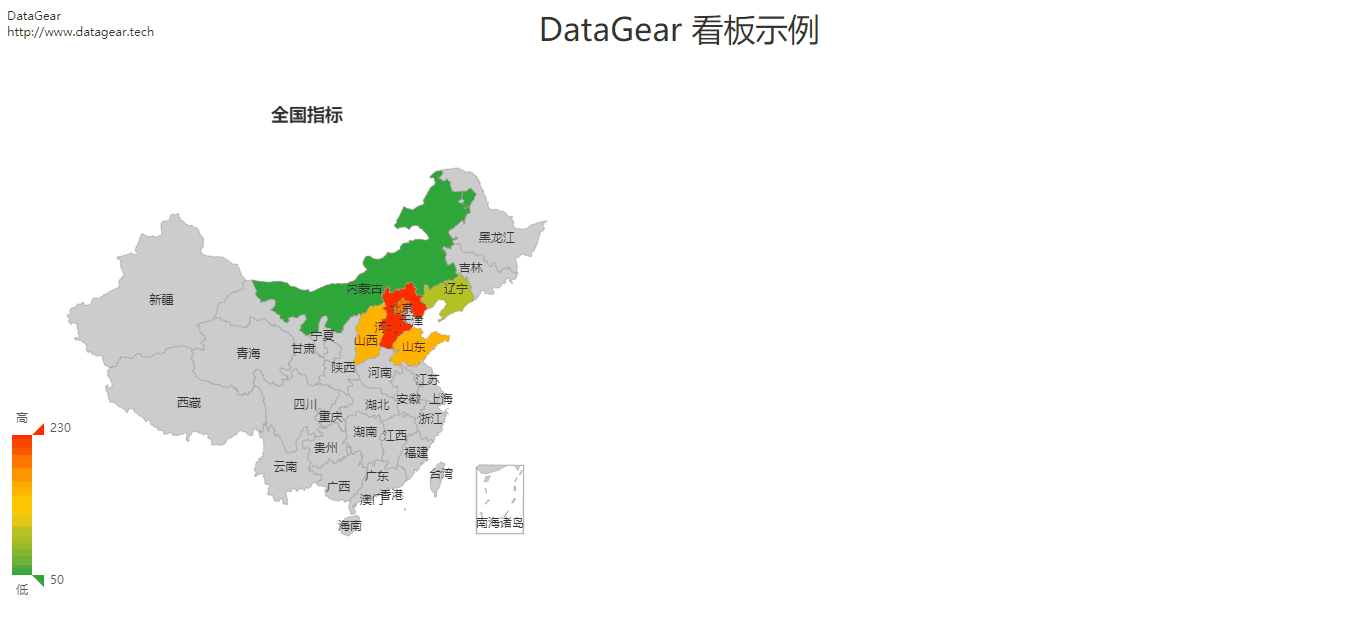 DataGear
http://www.datagear.tech
DataGear 看板示例
全国指标
黑龙江
吉林
内蒙古
辽宁
新疆
北京
天津
河北
宁夏
山西
甘肃
山东
青海
陕西
河南
江苏
西藏
四川
湖北
安徽
上海
重庆
浙江
湖南
江西
贵州
福建
云南
台湾
广东
广西
香港
澳门
南海诸岛
海南
高
230
50
低